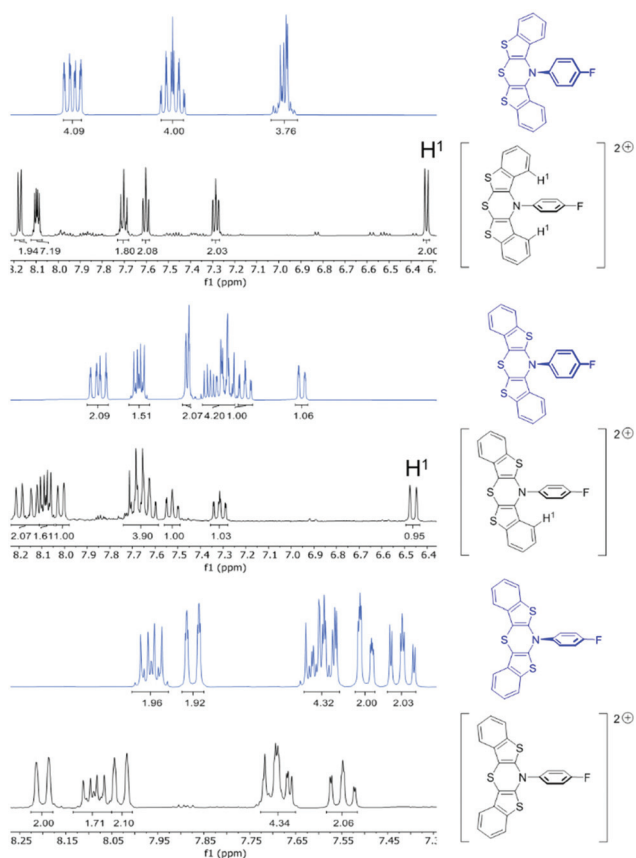 4.09 4.00 3.76
S
S N F
S
H¹
1.94 7.19 1.80 2.08 2.03 2.00
8.1 8.0 7.9 7.8 7.7 7.6 7.5 7.4 7.3 7.2 7.1 7.0 6.9 6.8 6.7 6.6 6.5 6.4
f1 (ppm)
2⊕
H¹
S
S N F
S
H¹
2.09 1.51 2.07 4.20 1.00 1.06
S
S N F
S
H¹
2.07 1.61 1.00 3.90 1.00 1.03 0.95
8.2 8.1 8.0 7.9 7.8 7.7 7.6 7.5 7.4 7.3 7.2 7.1 7.0 6.9 6.8 6.7 6.6 6.5 6.4
f1 (ppm)
2⊕
S
S N F
S
H¹
1.96 1.92 4.32 2.00 2.03
S
S N F
S
2.00 1.71 2.10 4.34 2.06
8.25 8.15 8.05 7.95 7.85 7.75 7.65 7.55 7.45
f1 (ppm)
2⊕
S
S N F
S